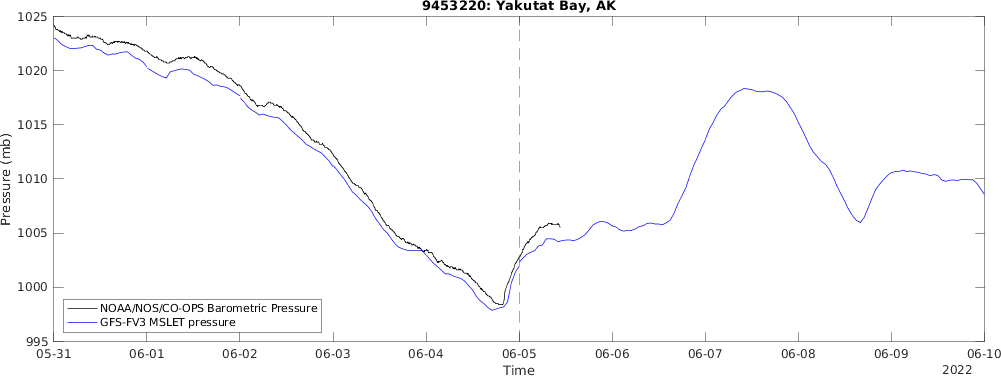 9453220: Yakutat Bay, AK
1025
1020
1015
1010
1005
1000
995
Pressure (mb)
NOAA/NOS/CO-OPS Barometric Pressure
GFS-FV3 MSLET pressure
05-31 06-01 06-02 06-03 06-04 06-05 06-06 06-07 06-08 06-09 06-10
Time
2022